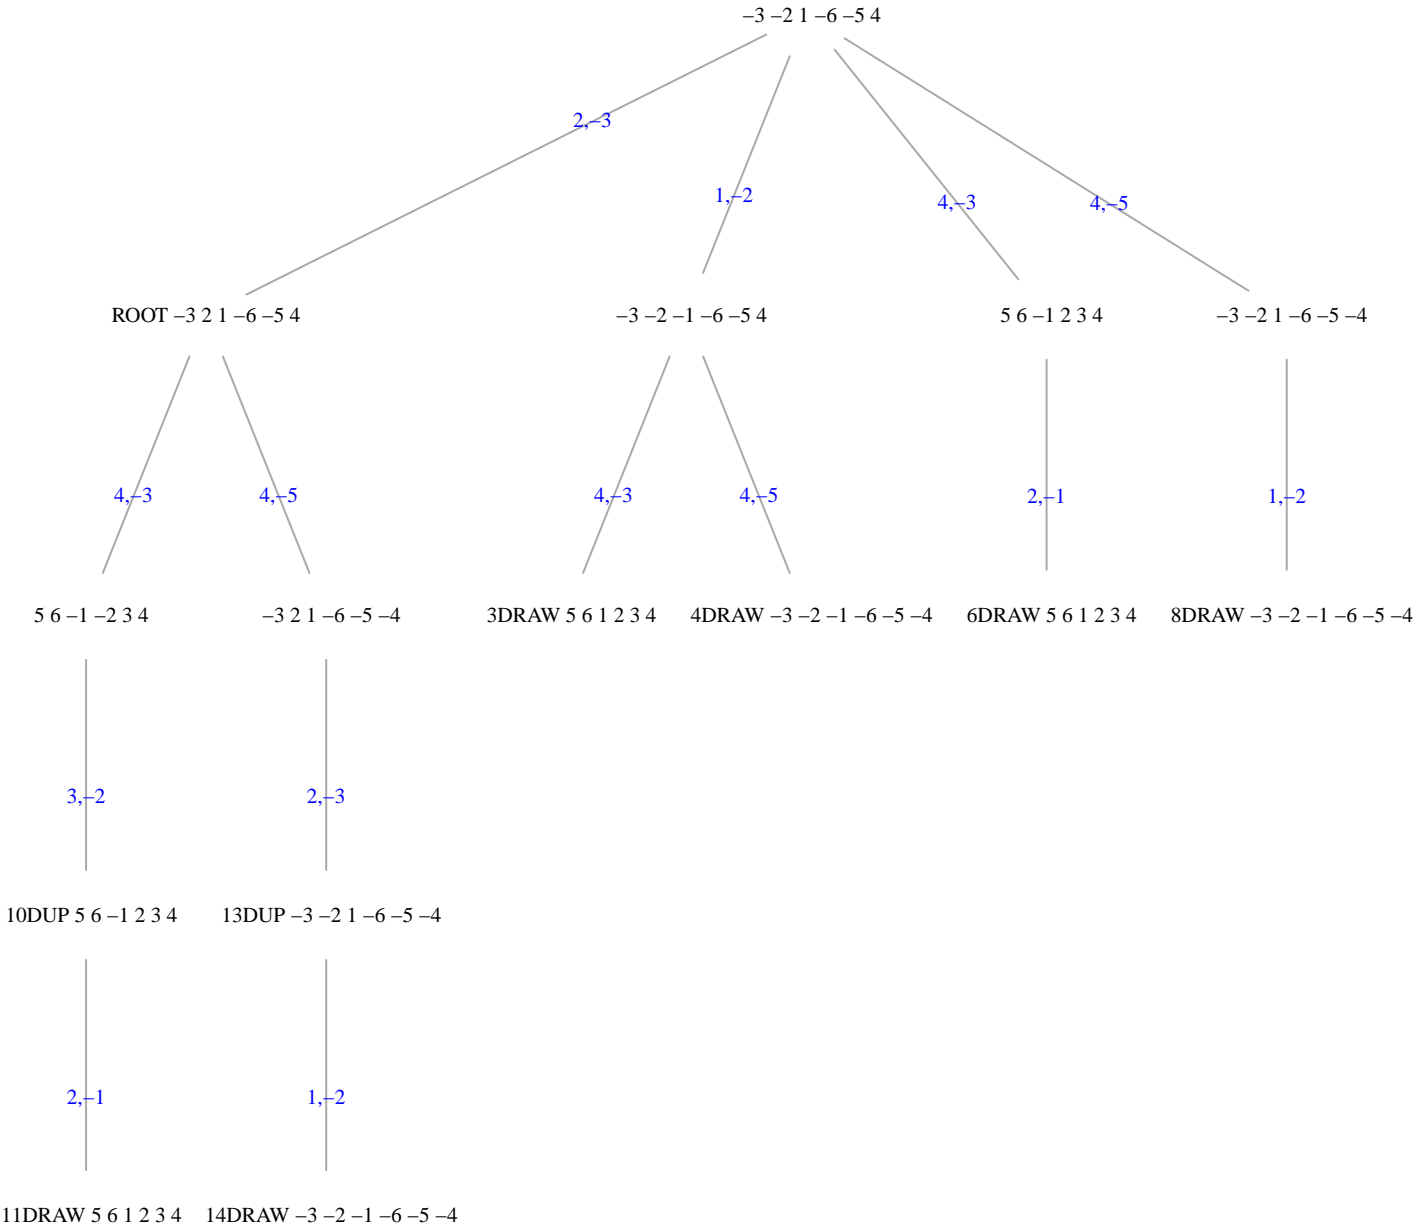 –3 –2 1 –6 –5 4
2,–3
1,–2
4,–3
4,–5
ROOT –3 2 1 –6 –5 4
–3 –2 –1 –6 –5 4
5 6 –1 2 3 4
–3 –2 1 –6 –5 –4
4,–3
4,–5
4,–3
4,–5
2,–1
1,–2
5 6 –1 –2 3 4
–3 2 1 –6 –5 –4
3DRAW 5 6 1 2 3 4
4DRAW –3 –2 –1 –6 –5 –4
6DRAW 5 6 1 2 3 4
8DRAW –3 –2 –1 –6 –5 –4
3,–2
2,–3
10DUP 5 6 –1 2 3 4
13DUP –3 –2 1 –6 –5 –4
2,–1
1,–2
11DRAW 5 6 1 2 3 4
14DRAW –3 –2 –1 –6 –5 –4